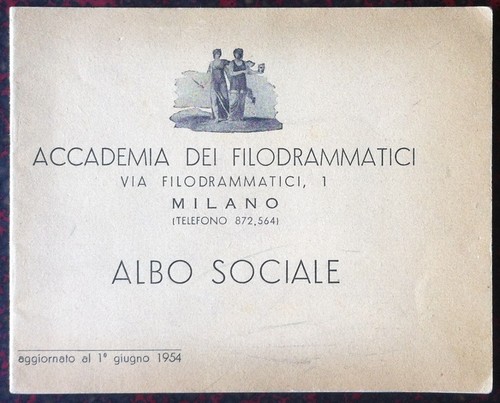 ACCADEMIA DEI FILODRAMMATICI
VIA FILODRAMMATICI, 1
MILANO
(TELEFONO 872,564)
ALBO SOCIALE
aggiornato al 1° giugno 1954